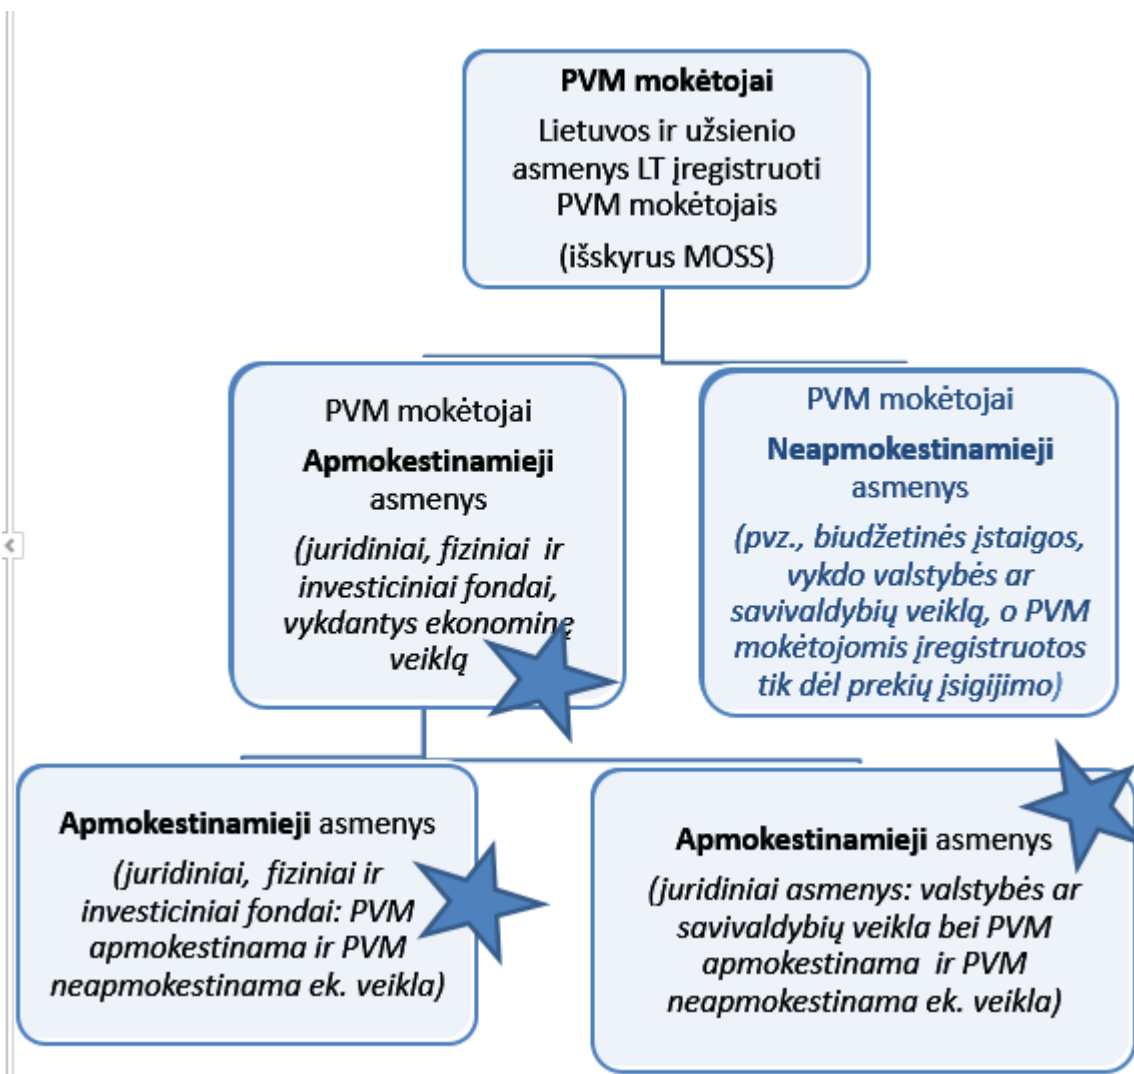 PVM mokėtojai
Lietuvos ir užsienio
asmenys LT įregistruoti
PVM mokėtojais
(išskyrus MOSS)
PVM mokėtojai
Apmokestinamieji
asmenys
(juridiniai, fiziniai ir
investiciniai fondai,
vykdantys ekonominę
veiklą
PVM mokėtojai
Neapmokestinamieji
asmenys
(pvz., biudžetinės įstaigos,
vykdo valstybės ar
savivaldybių veiklą, o PVM
mokėtojomis įregistruotos
tik dėl prekių įsigijimo)
Apmokestinamieji asmenys
(juridiniai, fiziniai ir
investiciniai fondai: PVM
apmokestinama ir PVM
neapmokestinama ek. veikla)
Apmokestinamieji asmenys
(juridiniai asmenys: valstybės ar
savivaldybių veikla bei PVM
apmokestinama ir PVM
neapmokestinama ek. veikla)